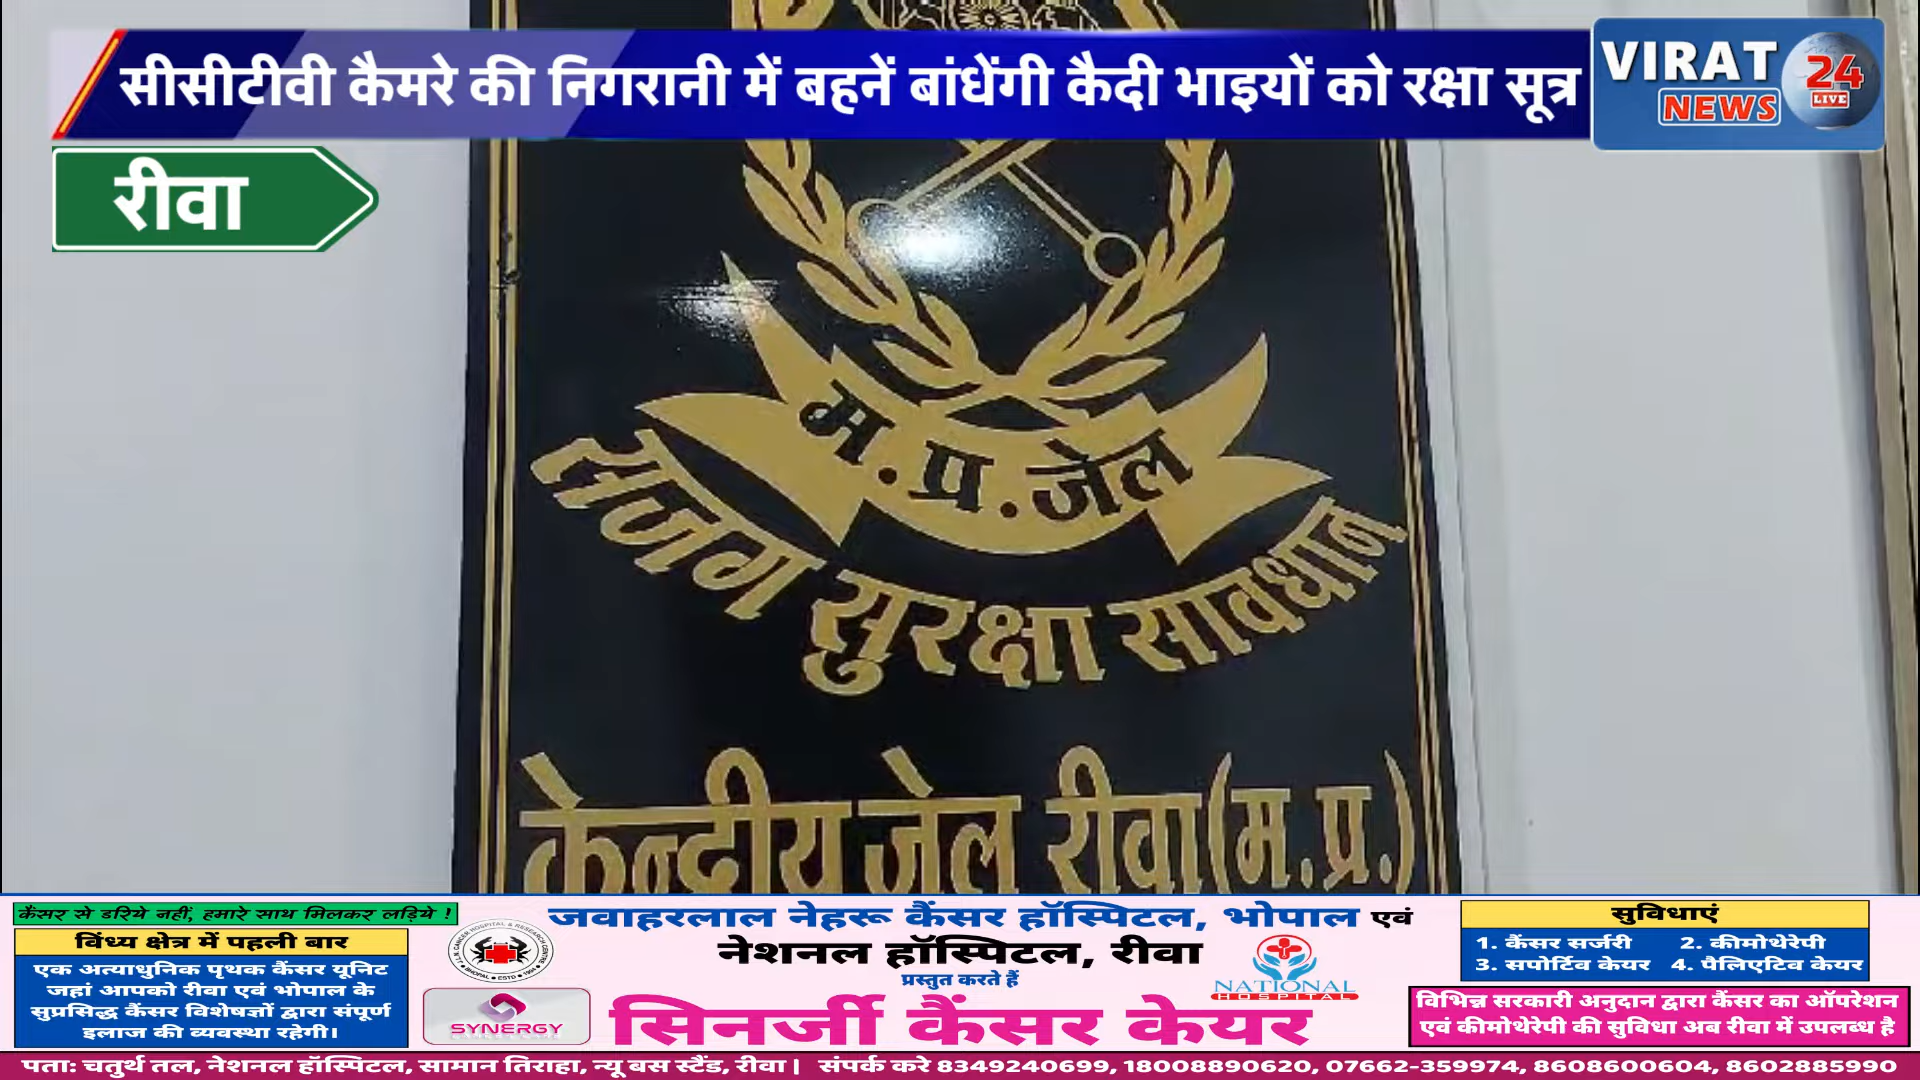 सीसीटीवी कैमरे की निगरानी में बहनें बांधेंगी कैदी भाइयों को रक्षा सूत्र
VIRAT
NEWS
24
LIVE
रीवा
म.प्र.जेल
सजग सुरक्षा सावधान
केन्द्रीय जेल रीवा (म.प्र.)
कैंसर से डरिये नहीं, हमारे साथ मिलकर लड़िये !
विंध्य क्षेत्र में पहली बार
एक अत्याधुनिक पृथक कैंसर यूनिट
जहां आपको रीवा एवं भोपाल के
सुप्रसिद्ध कैंसर विशेषज्ञों द्वारा संपूर्ण
इलाज की व्यवस्था रहेगी।
SYNERGY
जवाहरलाल नेहरू कैंसर हॉस्पिटल, भोपाल एवं
नेशनल हॉस्पिटल, रीवा
प्रस्तुत करते हैं
सिनर्जी कैंसर केयर
NATIONAL
HOSPITAL
सुविधाएं
1. कैंसर सर्जरी 2. कीमोथेरेपी
3. सपोर्टिव केयर 4. पैलिएटिव केयर
विभिन्न सरकारी अनुदान द्वारा कैंसर का ऑपरेशन
एवं कीमोथेरेपी की सुविधा अब रीवा में उपलब्ध है
पता: चतुर्थ तल, नेशनल हॉस्पिटल, सामान तिराहा, न्यू बस स्टैंड, रीवा | संपर्क करे 8349240699, 18008890620, 07662-359974, 8608600604, 8602885990